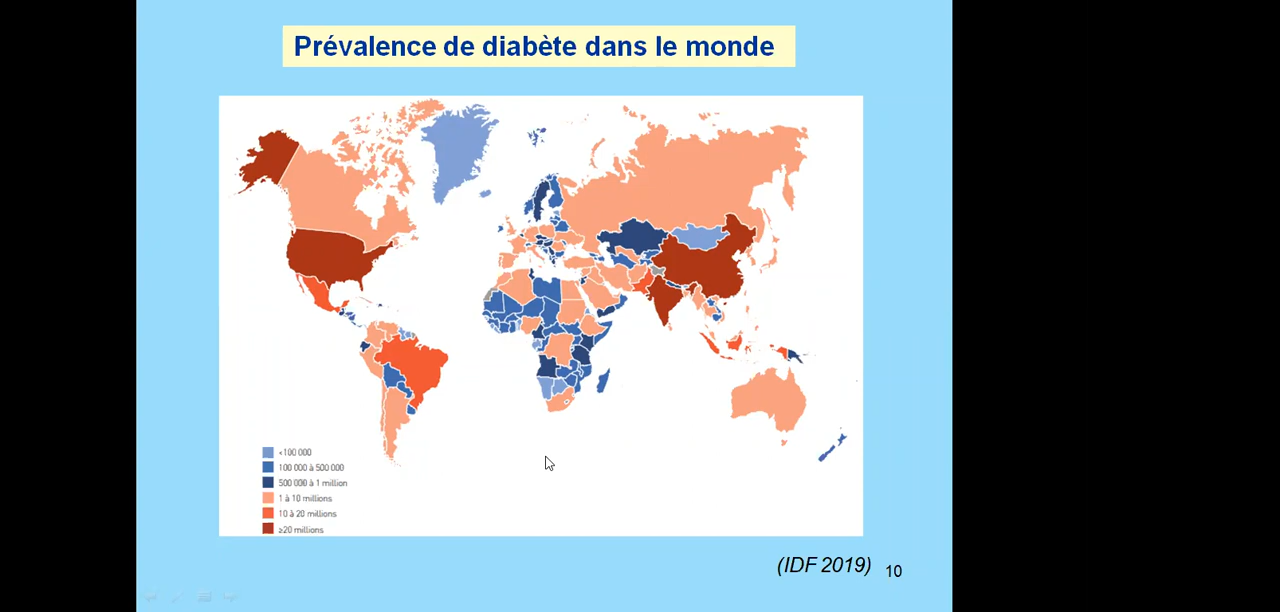 Prévalence de diabète dans le monde
<100 000
100 000 à 500 000
500 000 à 1 million
1 à 10 millions
10 à 20 millions
≥20 millions
(IDF 2019)
10